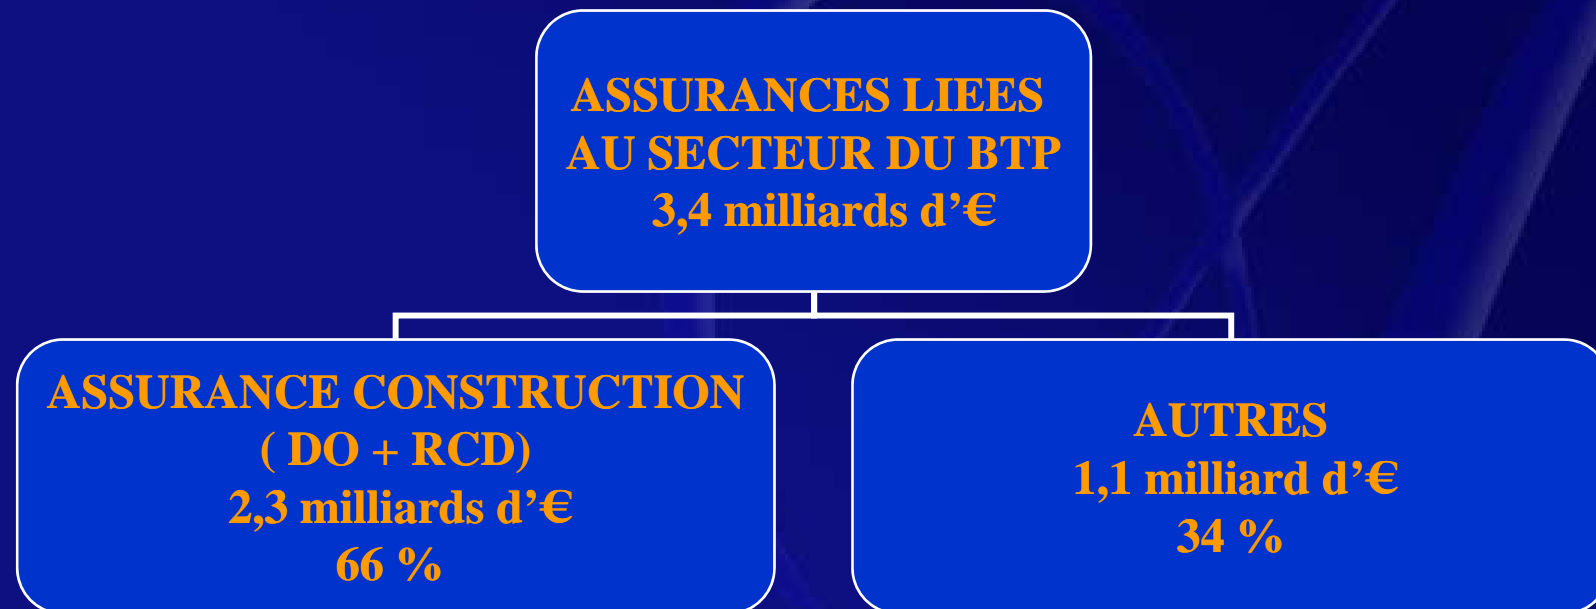 ASSURANCES LIEES
AU SECTEUR DU BTP
3,4 milliards d’€
ASSURANCE CONSTRUCTION
( DO + RCD)
2,3 milliards d’€
66 %
AUTRES
1,1 milliard d’€
34 %